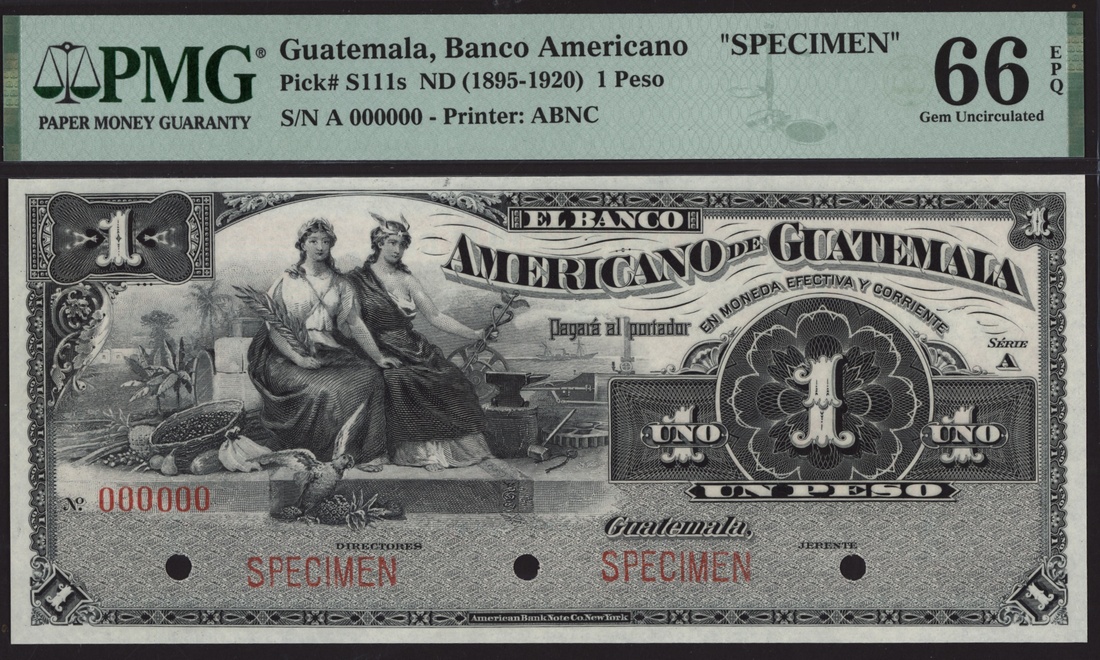 PMG®
PAPER MONEY GUARANTY
Guatemala, Banco Americano "SPECIMEN"
Pick# S111s ND (1895-1920) 1 Peso
S/N A 000000 - Printer: ABNC
66 EPQ
Gem Uncirculated
1
A A
EL BANCO
AMERICANO DE GUATEMALA
1
EN MONEDA EFECTIVA Y CORRIENTE
Pagará al portador
SÉRIE
A
1
UNO
1
1
UNO
UN PESO
Nº 000000
Guatemala,
DIRECTORES
JERENTE
SPECIMEN
SPECIMEN
1
1
American Bank Note Co. New York